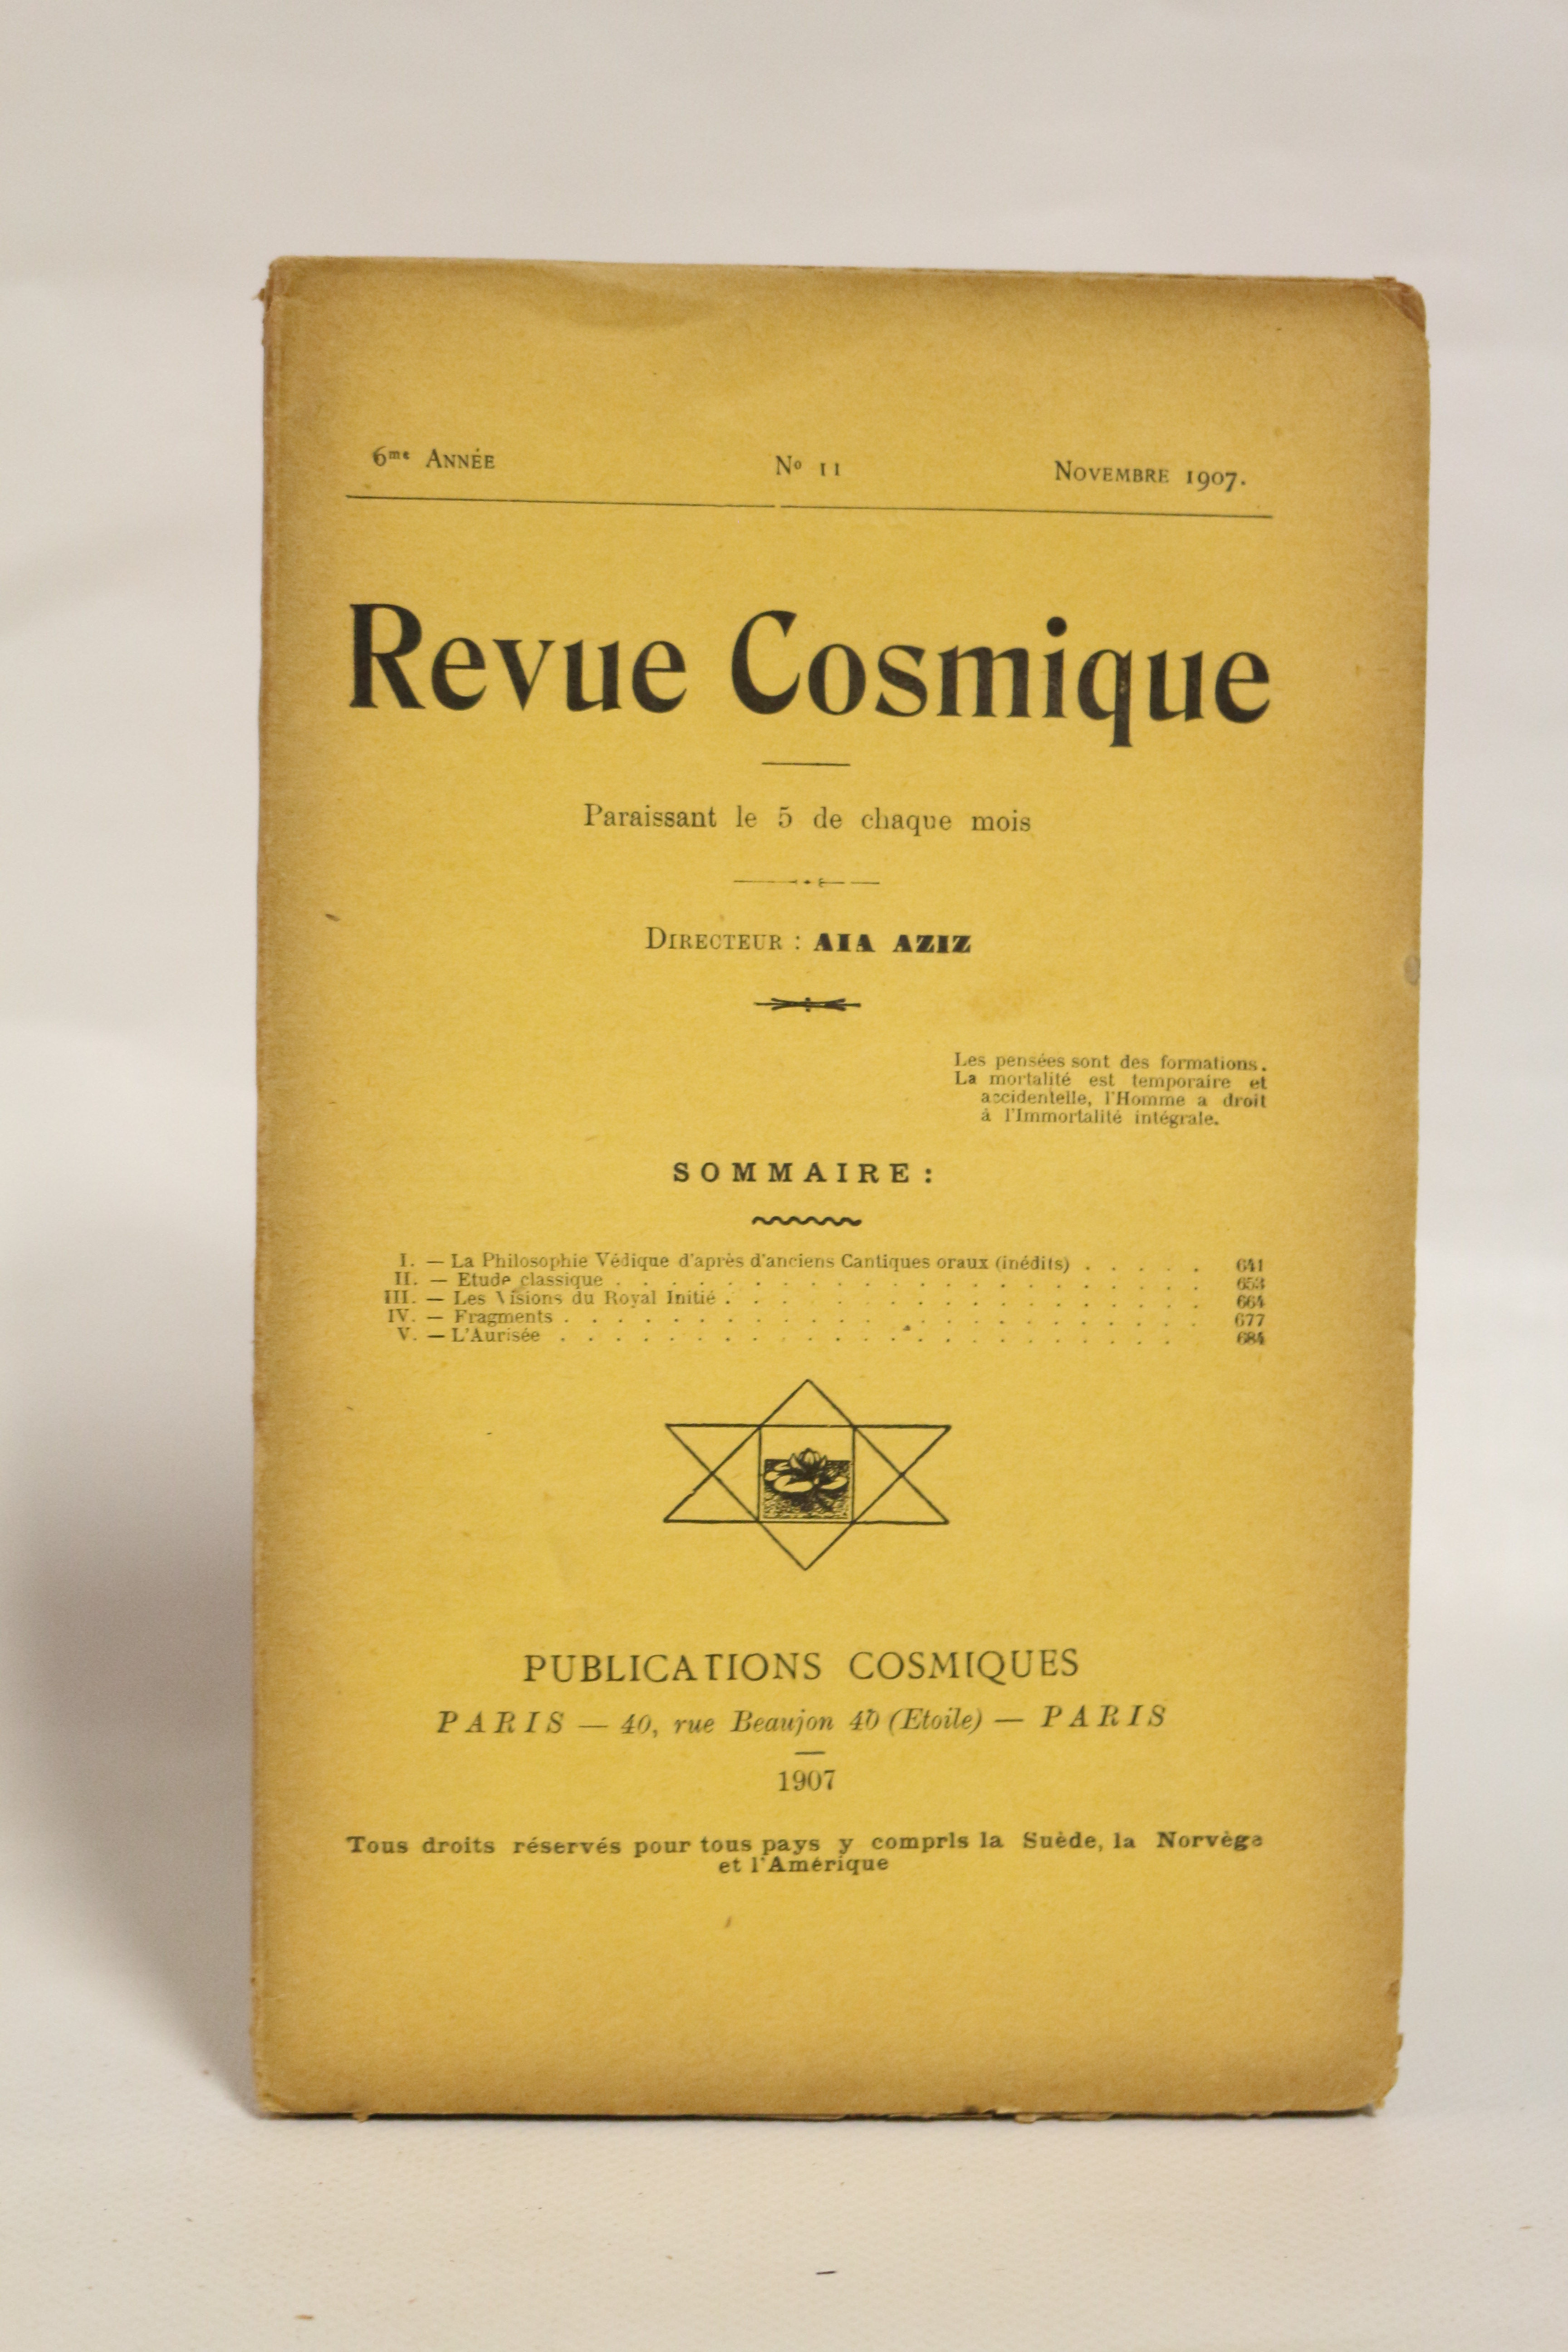 6me ANNÉE No 11 NOVEMBRE 1907.
Revue Cosmique
Paraissant le 5 de chaque mois
DIRECTEUR : AIA AZIZ
Les pensées sont des formations.
La mortalité est temporaire et
accidentelle, l'Homme a droit
à l'Immortalité intégrale.
SOMMAIRE :
I. — La Philosophie Védique d'après d'anciens Cantiques oraux (inédits) . . . . . 641
II. — Etude classique . . . . . . . . . . . . . . . . . . . . . . 653
III. — Les Visions du Royal Initié . . . . . . . . . . . . . . . . . 664
IV. — Fragments . . . . . . . . . . . . . . . . . . . . . . . . 677
V. — L'Aurisée . . . . . . . . . . . . . . . . . . . . . . . 684
PUBLICATIONS COSMIQUES
PARIS — 40, rue Beaujon 40 (Etoile) — PARIS
1907
Tous droits réservés pour tous pays y compris la Suède, la Norvège
et l'Amérique